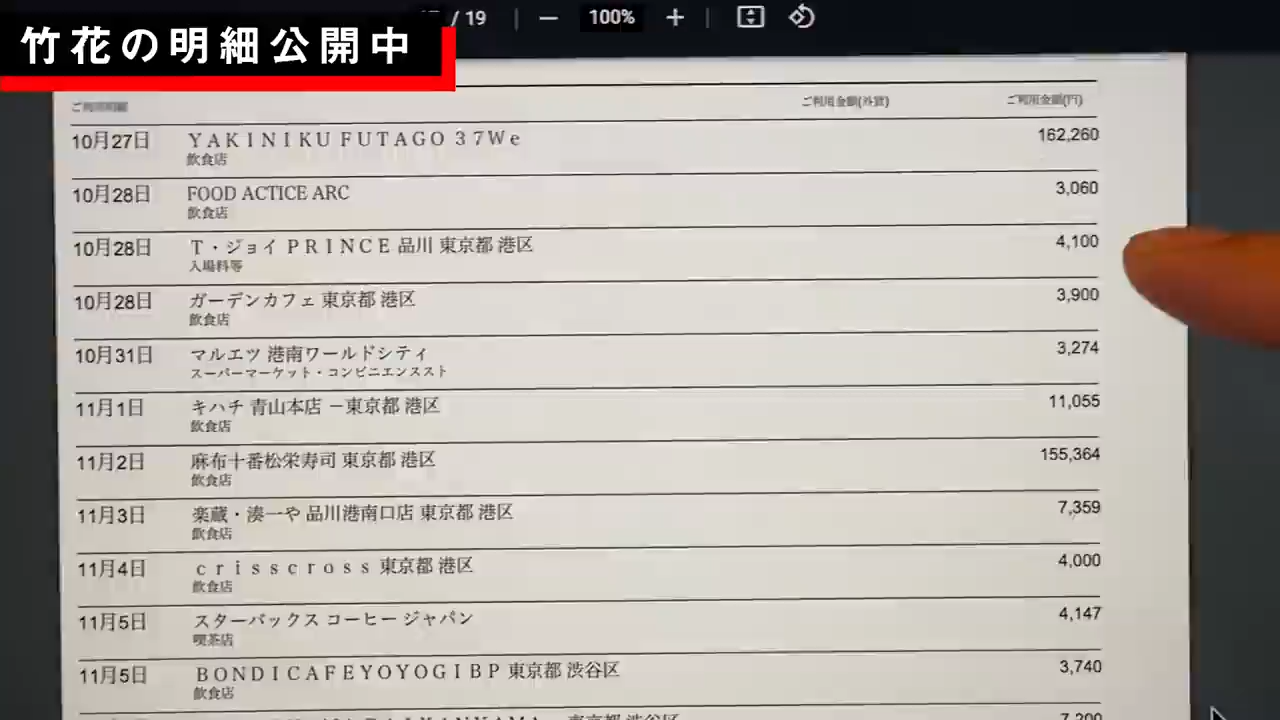 / 19
100%
竹花の明細公開中
ご利用明細
ご利用金額(外貨)
ご利用金額(円)
10月27日 ＹＡＫＩＮＩＫＵ ＦＵＴＡＧＯ ３７Ｗｅ 162,260
飲食店
10月28日 FOOD ACTICE ARC 3,060
飲食店
10月28日 Ｔ・ジョイ ＰＲＩＮＣＥ 品川 東京都 港区 4,100
入場料等
10月28日 ガーデンカフェ 東京都 港区 3,900
飲食店
10月31日 マルエツ 港南ワールドシティ 3,274
スーパーマーケット・コンビニエンススト
11月1日 キハチ 青山本店 －東京都 港区 11,055
飲食店
11月2日 麻布十番松栄寿司 東京都 港区 155,364
飲食店
11月3日 楽蔵・湊一や 品川港南口店 東京都 港区 7,359
飲食店
11月4日 ｃｒｉｓｓｃｒｏｓｓ 東京都 港区 4,000
飲食店
11月5日 スターバックス コーヒー ジャパン 4,147
喫茶店
11月5日 ＢＯＮＤＩＣＡＦＥＹＯＹＯＧＩＢＰ 東京都 渋谷区 3,740
飲食店
東京都 渋谷区 7,200